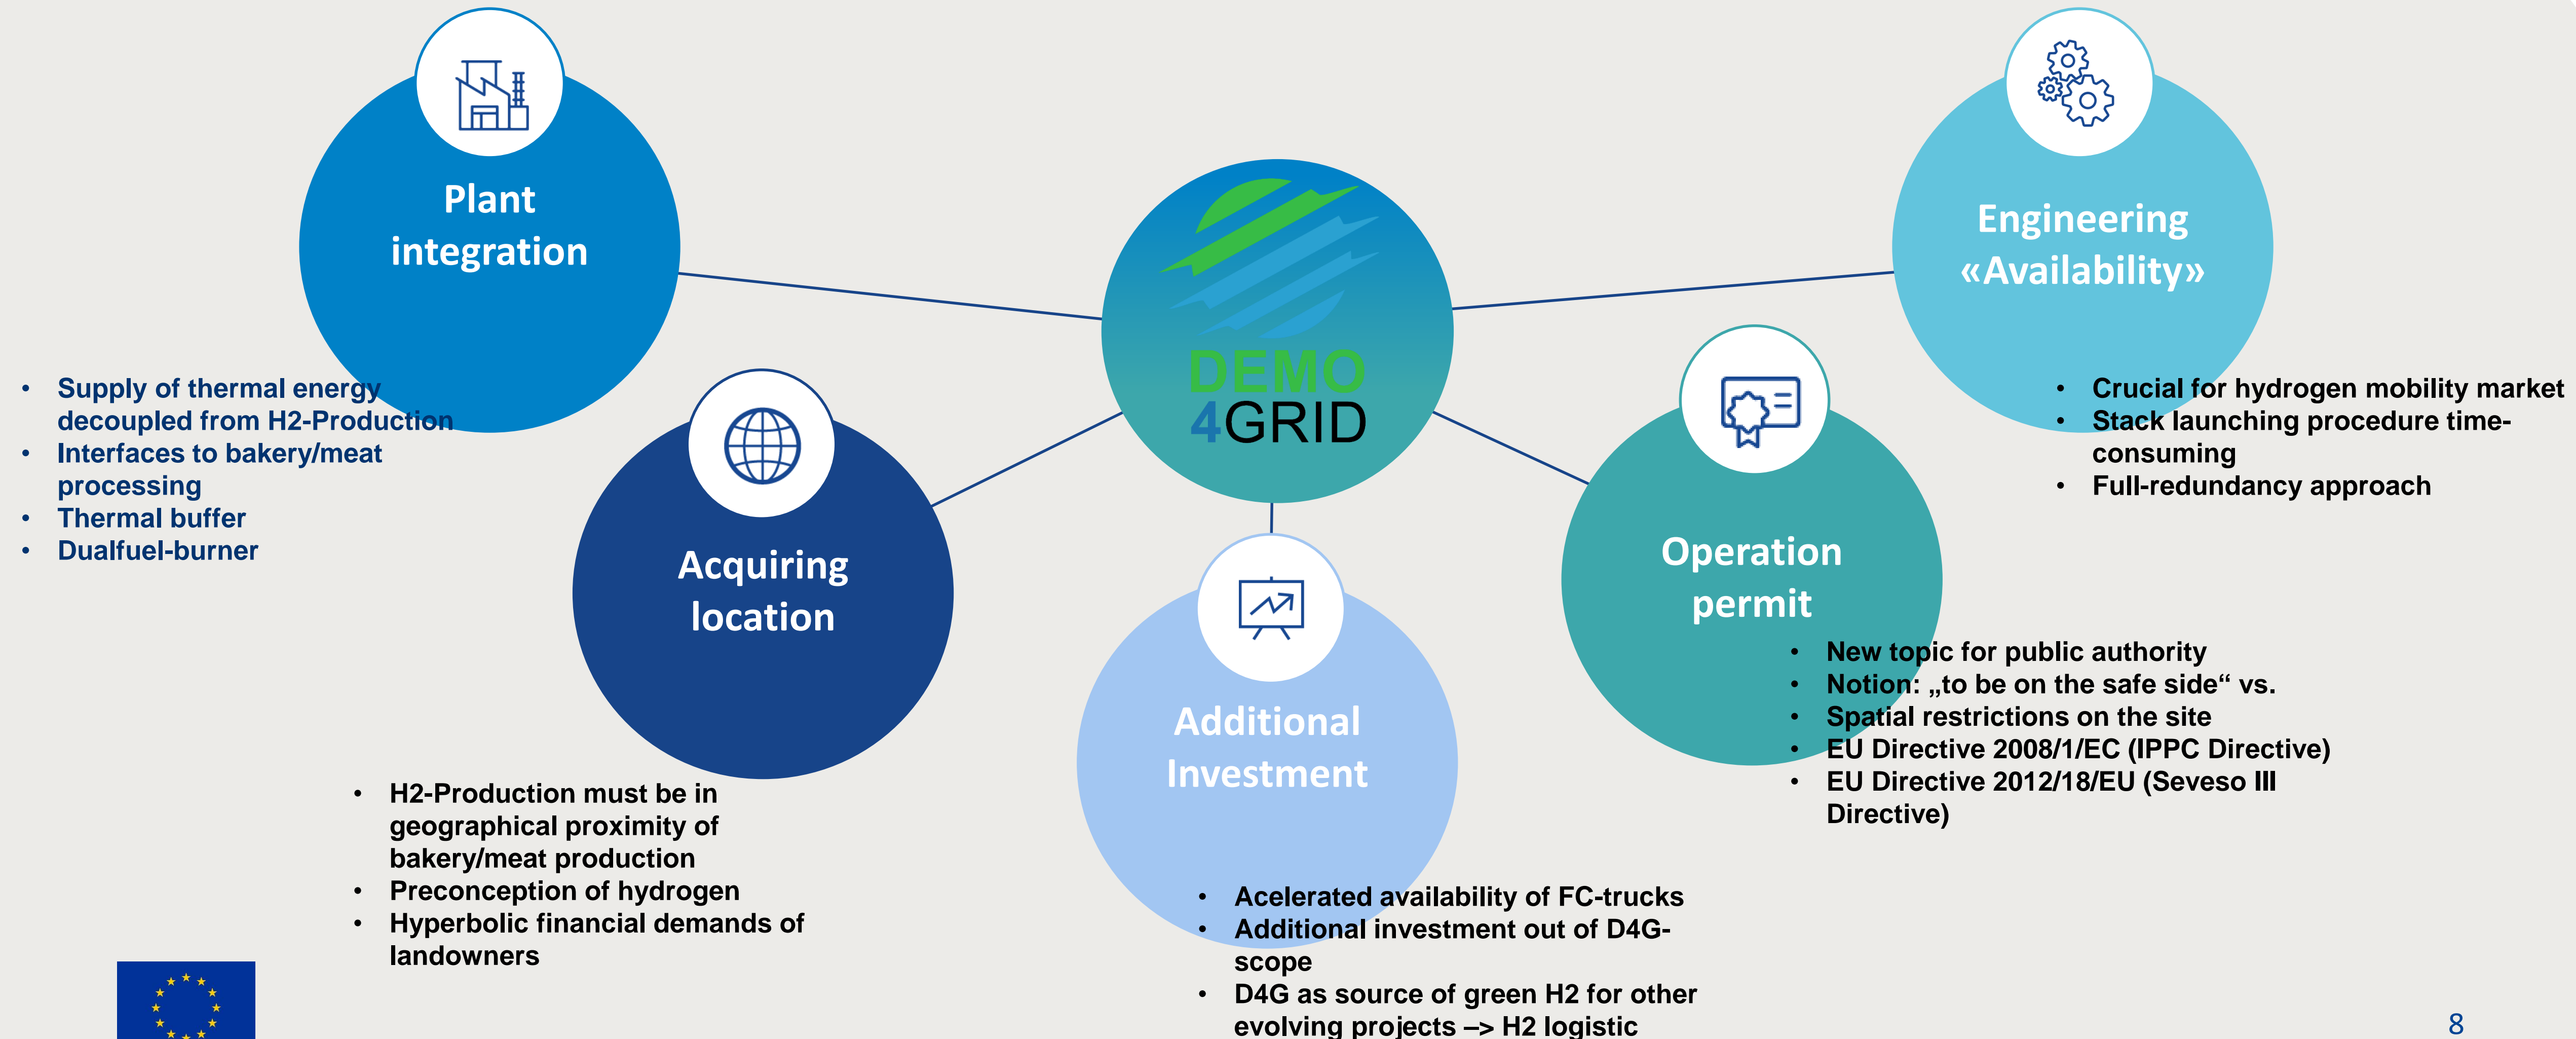 Plant
integration
• Supply of thermal energy
decoupled from H2-Production
• Interfaces to bakery/meat
processing
• Thermal buffer
• Dualfuel-burner
Acquiring
location
• H2-Production must be in
geographical proximity of
bakery/meat production
• Preconception of hydrogen
• Hyperbolic financial demands of
landowners
DEMO
4GRID
Additional
Investment
• Acelerated availability of FC-trucks
• Additional investment out of D4G-
scope
• D4G as source of green H2 for other
evolving projects –> H2 logistic
Operation
permit
• New topic for public authority
• Notion: „to be on the safe side“ vs.
• Spatial restrictions on the site
• EU Directive 2008/1/EC (IPPC Directive)
• EU Directive 2012/18/EU (Seveso III
Directive)
Engineering
«Availability»
• Crucial for hydrogen mobility market
• Stack launching procedure time-
consuming
• Full-redundancy approach
8